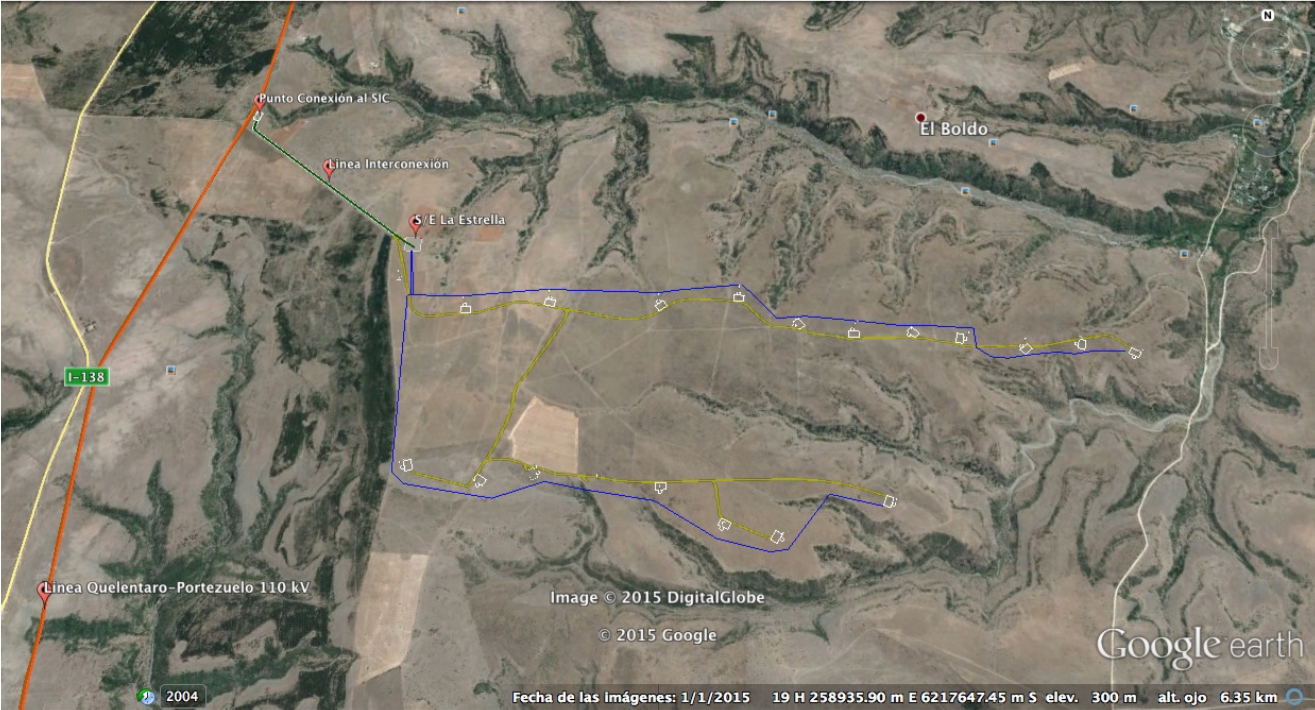 N
Punto Conexión al SIC
El Boldo
Linea Interconexión
S/E La Estrella
I-138
Linea Quelentaro-Portezuelo 110 kV
Image © 2015 DigitalGlobe
© 2015 Google
Google earth
2004
Fecha de las imágenes: 1/1/2015 19 H 258935.90 m E 6217647.45 m S elev. 300 m alt. ojo 6.35 km